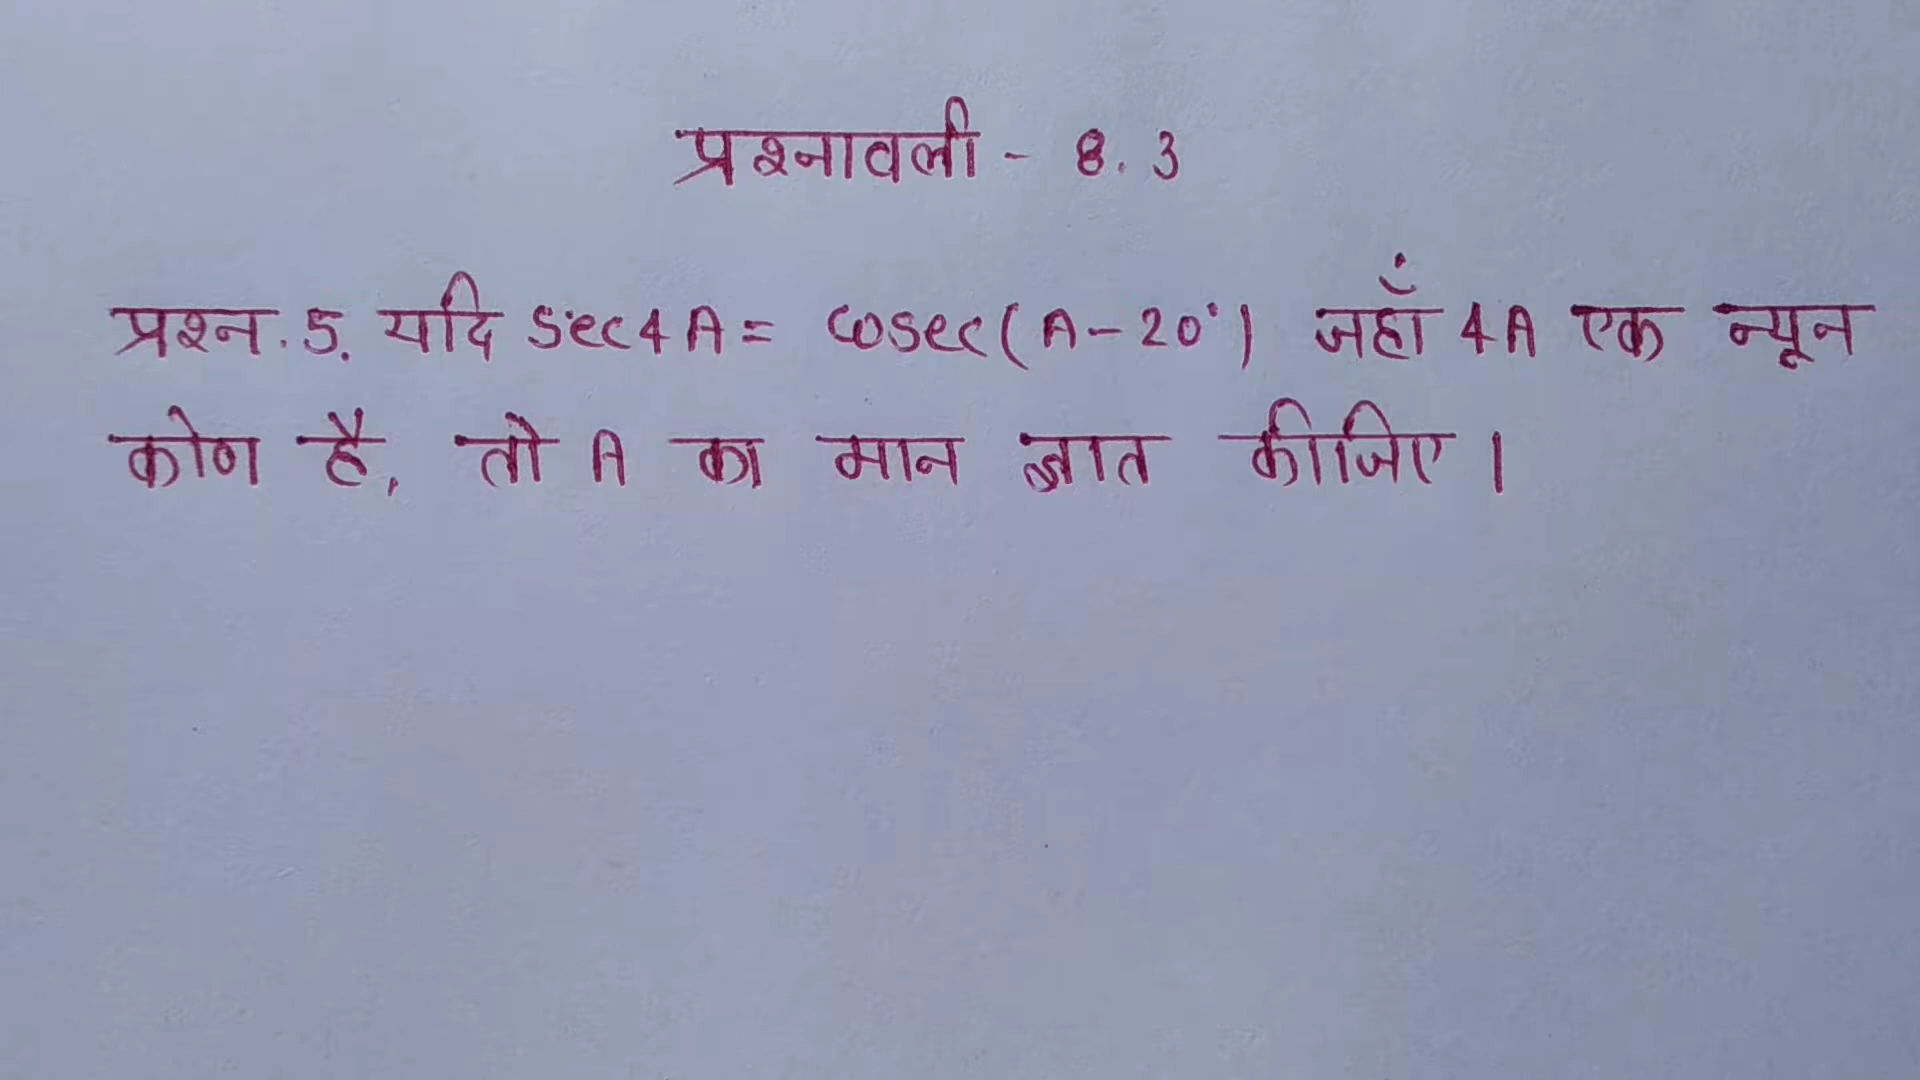 प्रश्नावली - 8.3
प्रश्न.5. यदि sec4A = cosec(A-20°) जहाँ 4A एक न्यून
कोण है, तो A का मान ज्ञात कीजिए।